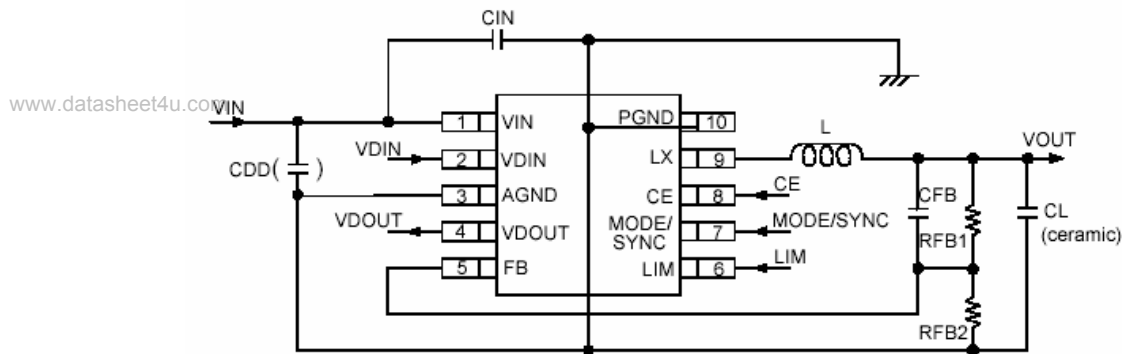 CIN
www.datasheet4u.com
VIN
1 VIN
PGND 10
L
VOUT
VDIN
2 VDIN
LX 9
CDD( )
CE
CFB
3 AGND
CE 8
CL
(ceramic)
VDOUT
4 VDOUT
MODE/
SYNC
7
MODE/SYNC
RFB1
LIM
5 FB
LIM 6
RFB2